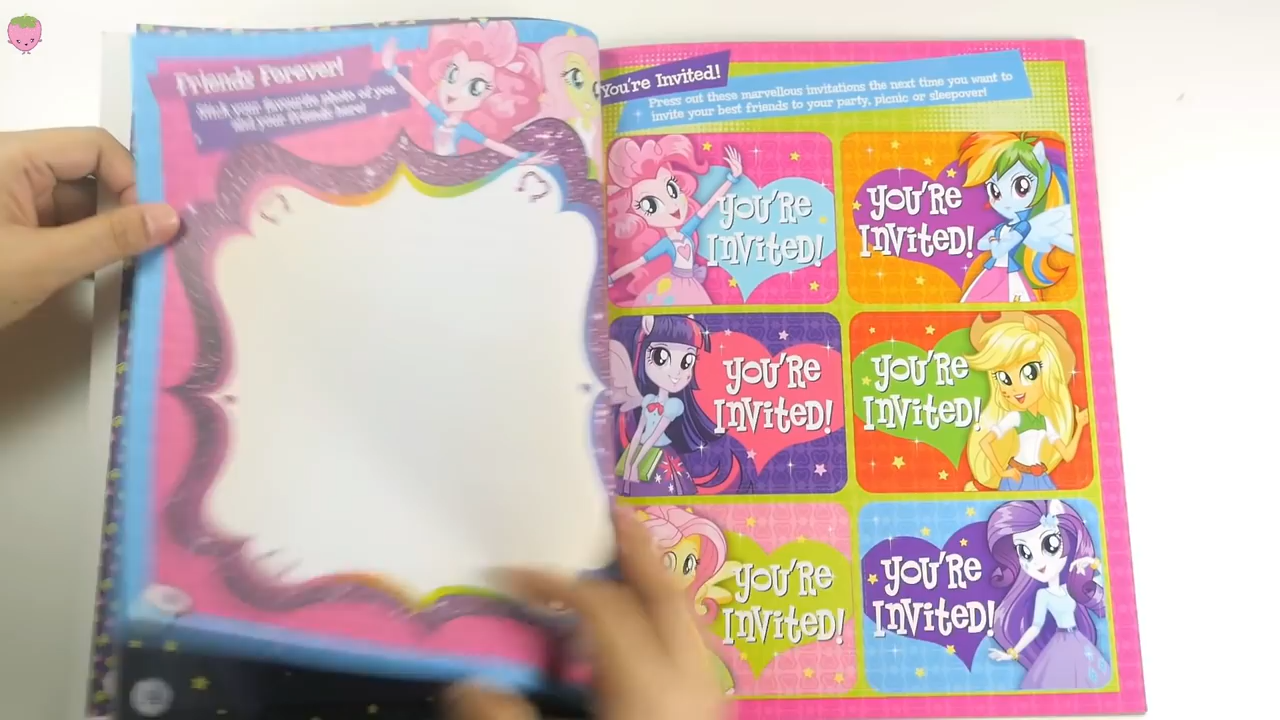 Friends Forever!
Stick your favourite photo of you
and your friends here!
You're Invited!
Press out these marvellous invitations the next time you want to
invite your best friends to your party, picnic or sleepover!
YOU'RE
INVITED!
YOU'RE
INVITED!
YOU'RE
INVITED!
YOU'RE
INVITED!
YOU'RE
INVITED!
YOU'RE
INVITED!